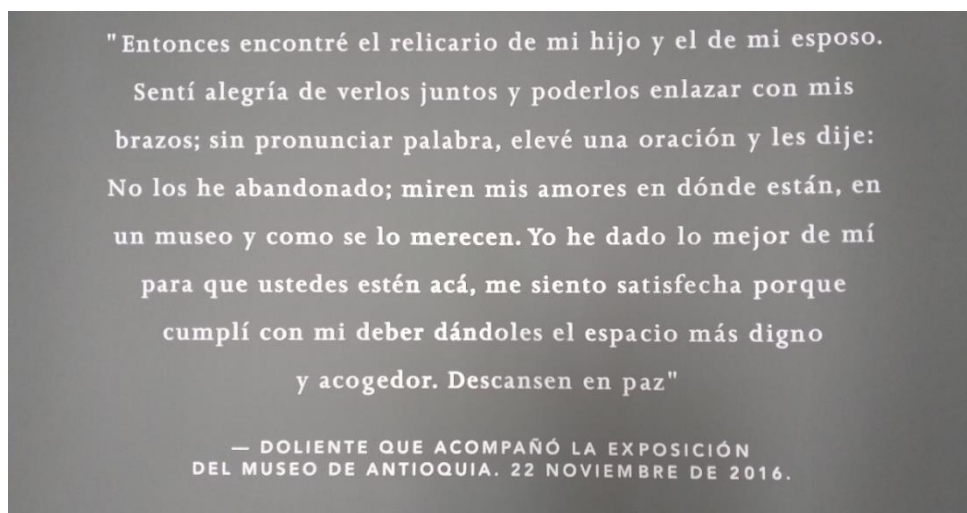 "Entonces encontré el relicario de mi hijo y el de mi esposo.
Sentí alegría de verlos juntos y poderlos enlazar con mis
brazos; sin pronunciar palabra, elevé una oración y les dije:
No los he abandonado; miren mis amores en dónde están, en
un museo y como se lo merecen. Yo he dado lo mejor de mí
para que ustedes estén acá, me siento satisfecha porque
cumplí con mi deber dándoles el espacio más digno
y acogedor. Descansen en paz"
— DOLIENTE QUE ACOMPAÑÓ LA EXPOSICIÓN
DEL MUSEO DE ANTIOQUIA. 22 NOVIEMBRE DE 2016.